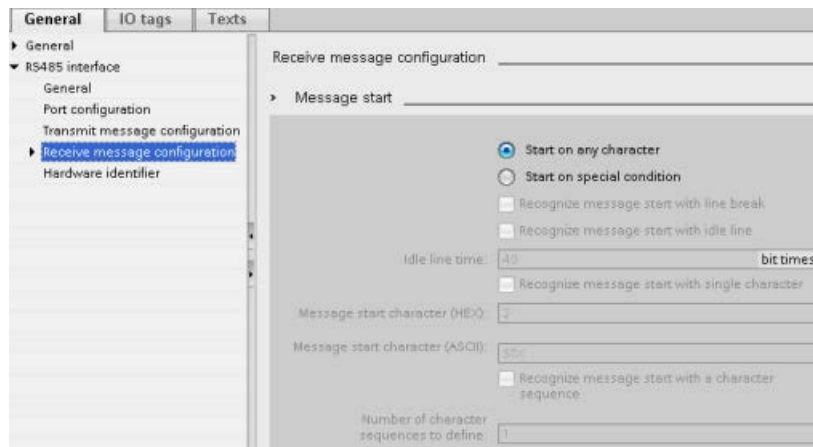 General IO tags Texts
General
RS485 interface
General
Port configuration
Transmit message configuration
Receive message configuration
Hardware identifier
Receive message configuration
Message start
Start on any character
Start on special condition
Recognize message start with line break
Recognize message start with idle line
Idle line time: 40 bit times
Recognize message start with single character
Message start character (HEX): 2
Message start character (ASCII): stx
Recognize message start with a character
sequence
Number of character
sequences to define: 1